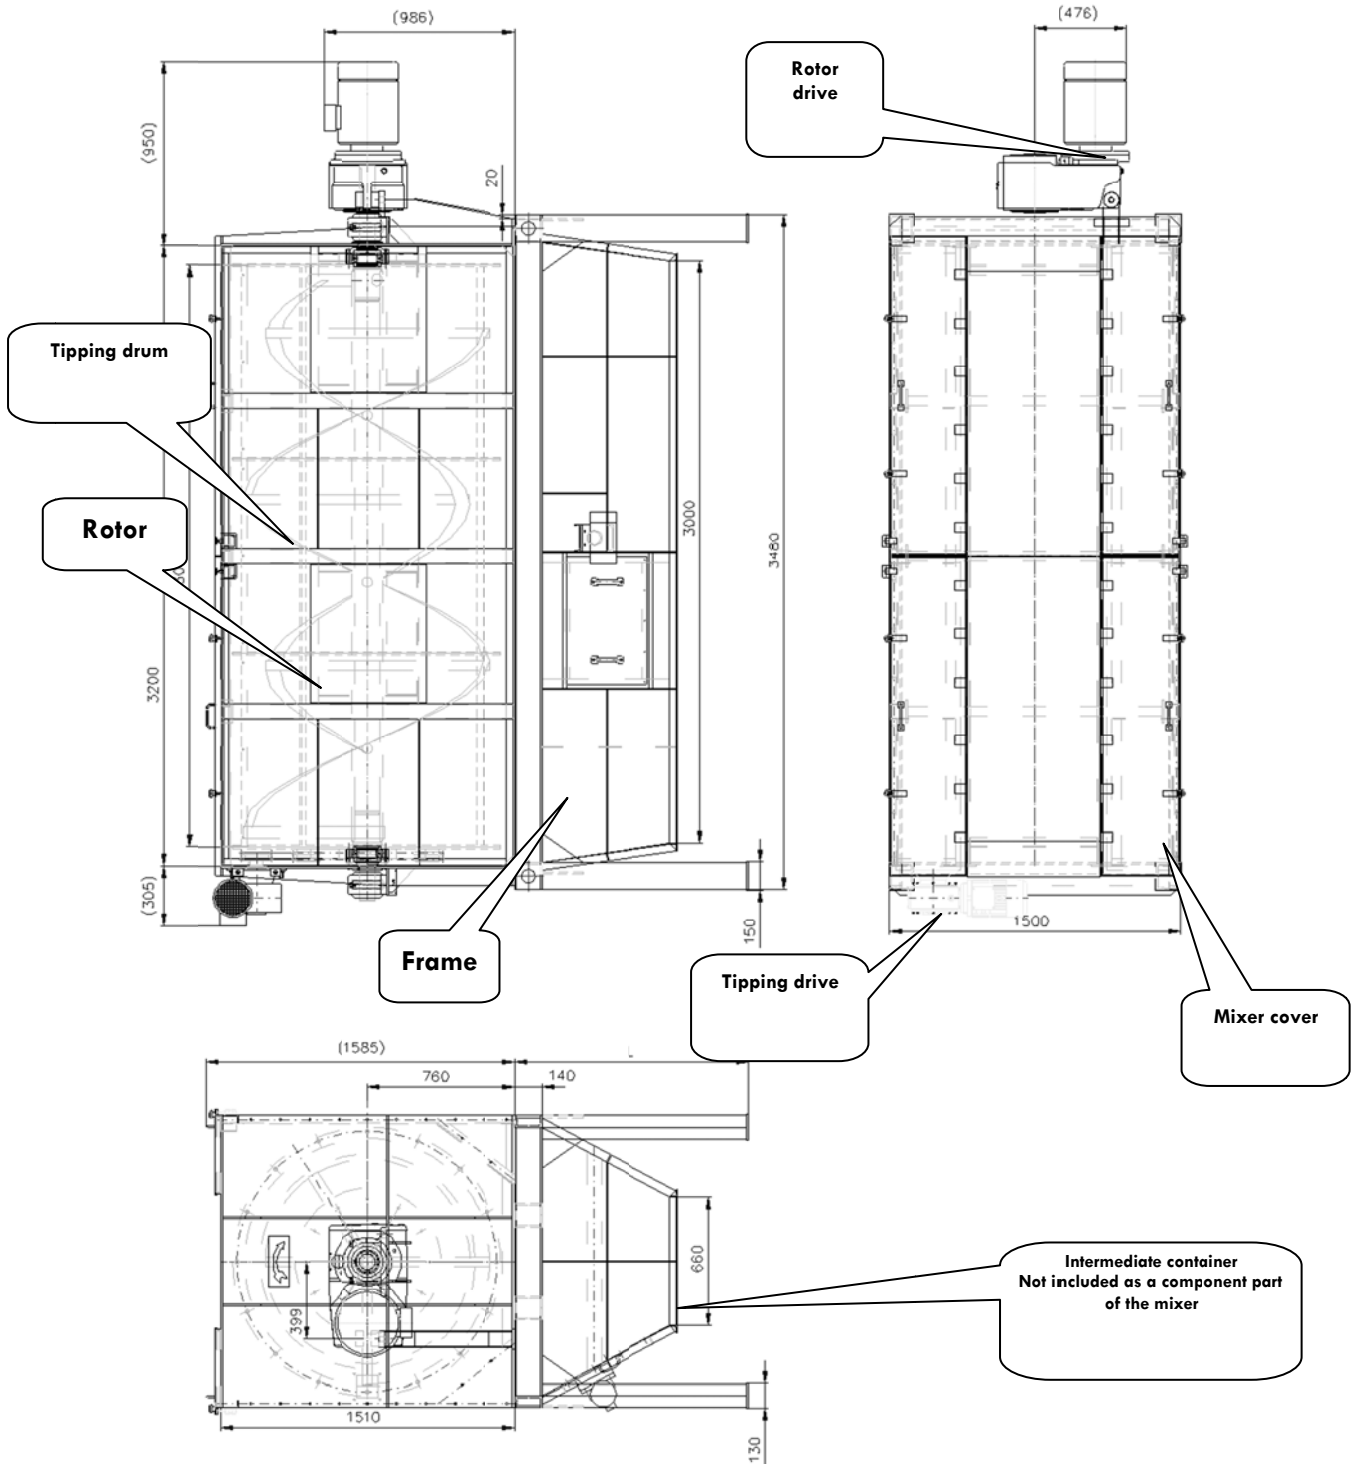 (986)
(476)
Rotor
drive
(950)
20
Tipping drum
Rotor
3000
3480
3200
(305)
150
1500
Frame
Tipping drive
Mixer cover
(1585)
L
760
140
660
399
Intermediate container
Not included as a component part
of the mixer
1510
130